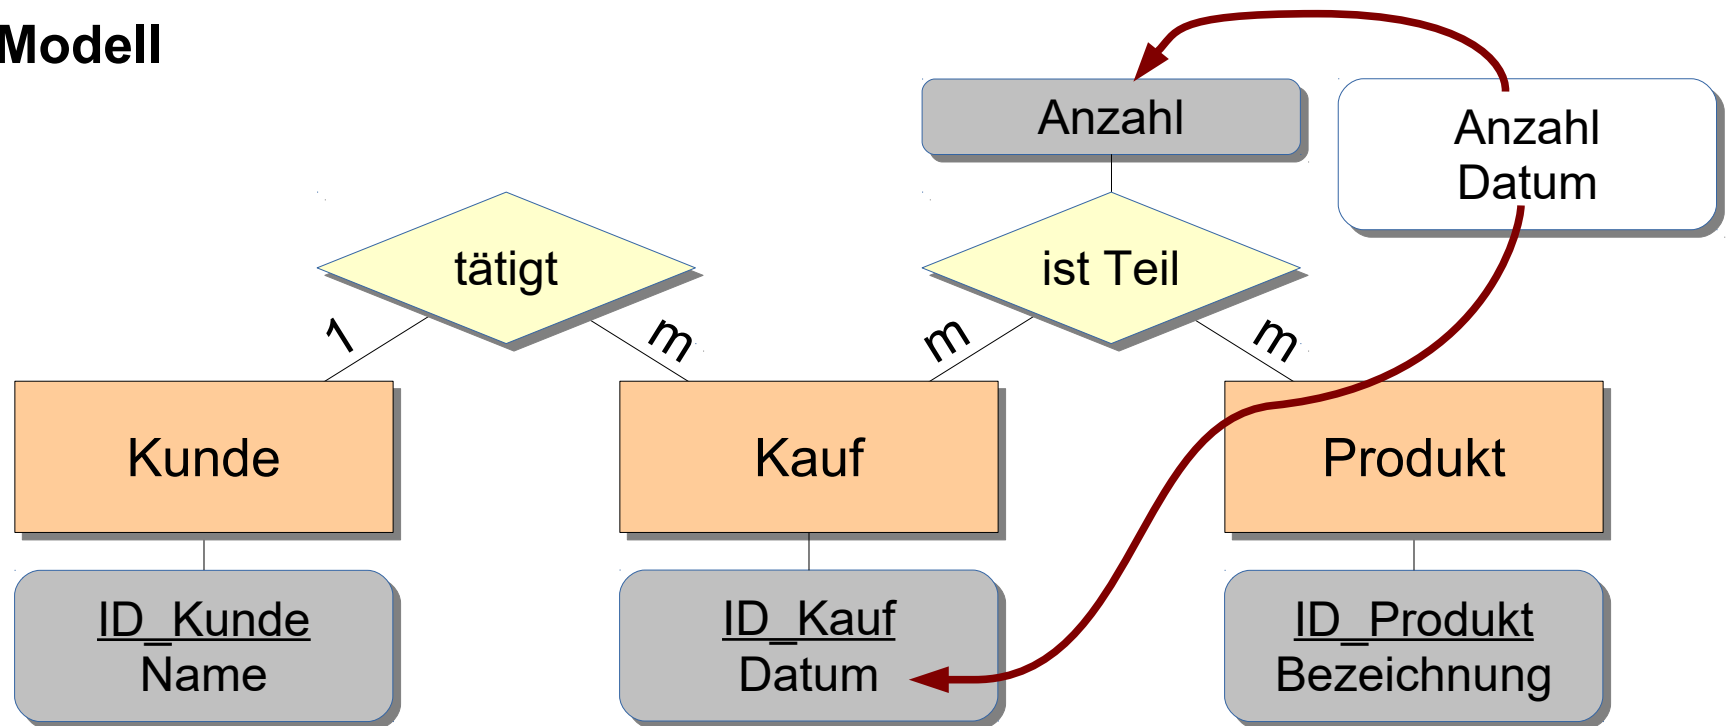 Modell
Anzahl
Anzahl
Datum
tätigt
ist Teil
1
m
m
m
Kunde
Kauf
Produkt
ID_Kunde
Name
ID_Kauf
Datum
ID_Produkt
Bezeichnung